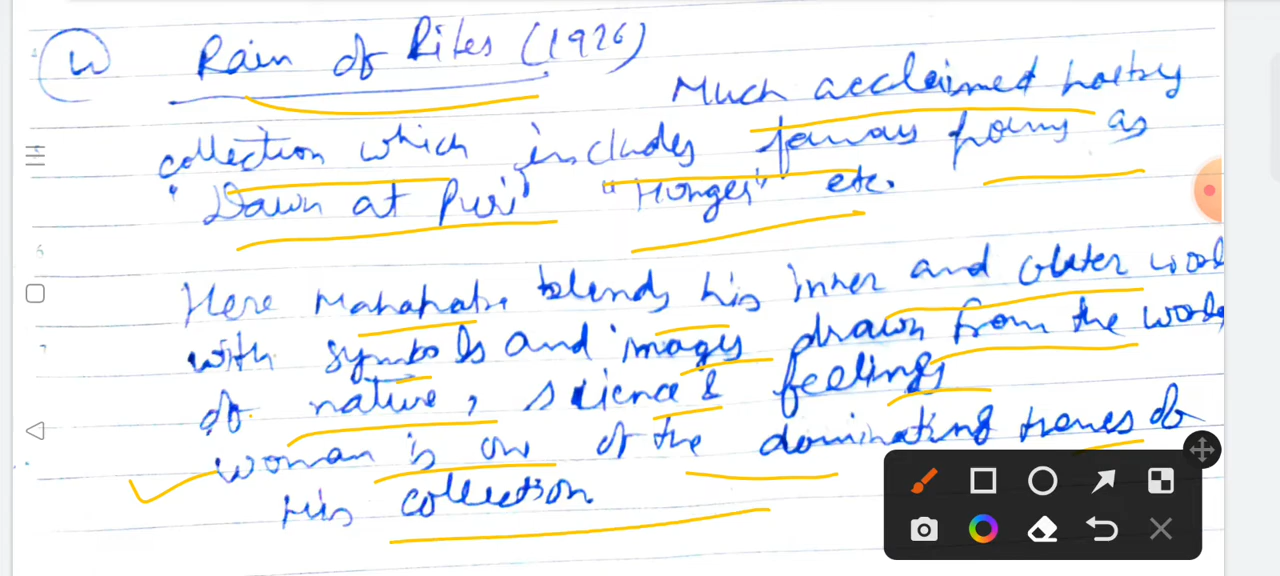 Rain of Rites (1976)
Much acclaimed poetry
collection which includes famous poems as
"Dawn at Puri" "Hunger" etc.
Here Mahapatra blends his inner and outer world
with symbols and images drawn from the world
of nature, science & feelings
woman is one of the dominating themes of
this collection.